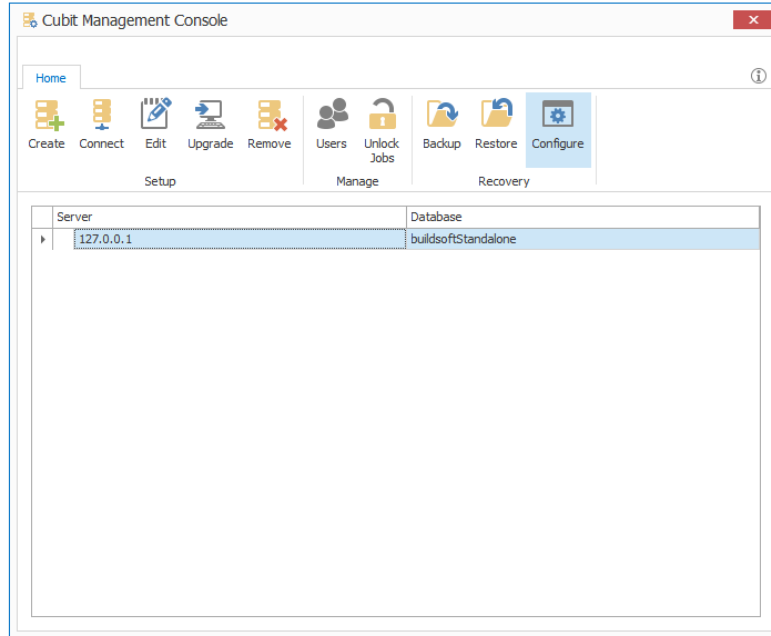 Cubit Management Console
Home
Create Connect Edit Upgrade Remove Users Unlock Jobs Backup Restore Configure
Setup Manage Recovery
Server Database
127.0.0.1 buildsoftStandalone